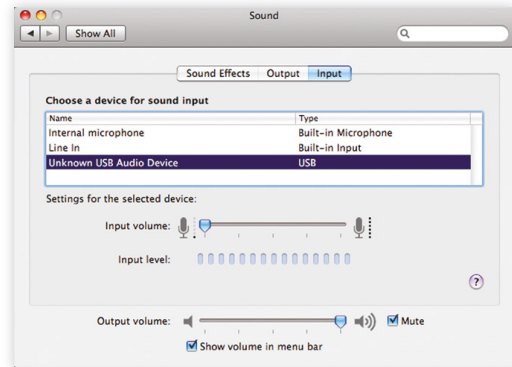 Sound
Show All
Sound Effects Output Input
Choose a device for sound input
Name Type
Internal microphone Built-in Microphone
Line In Built-in Input
Unknown USB Audio Device USB
Settings for the selected device:
Input volume:
Input level:
?
Output volume: Mute
Show volume in menu bar